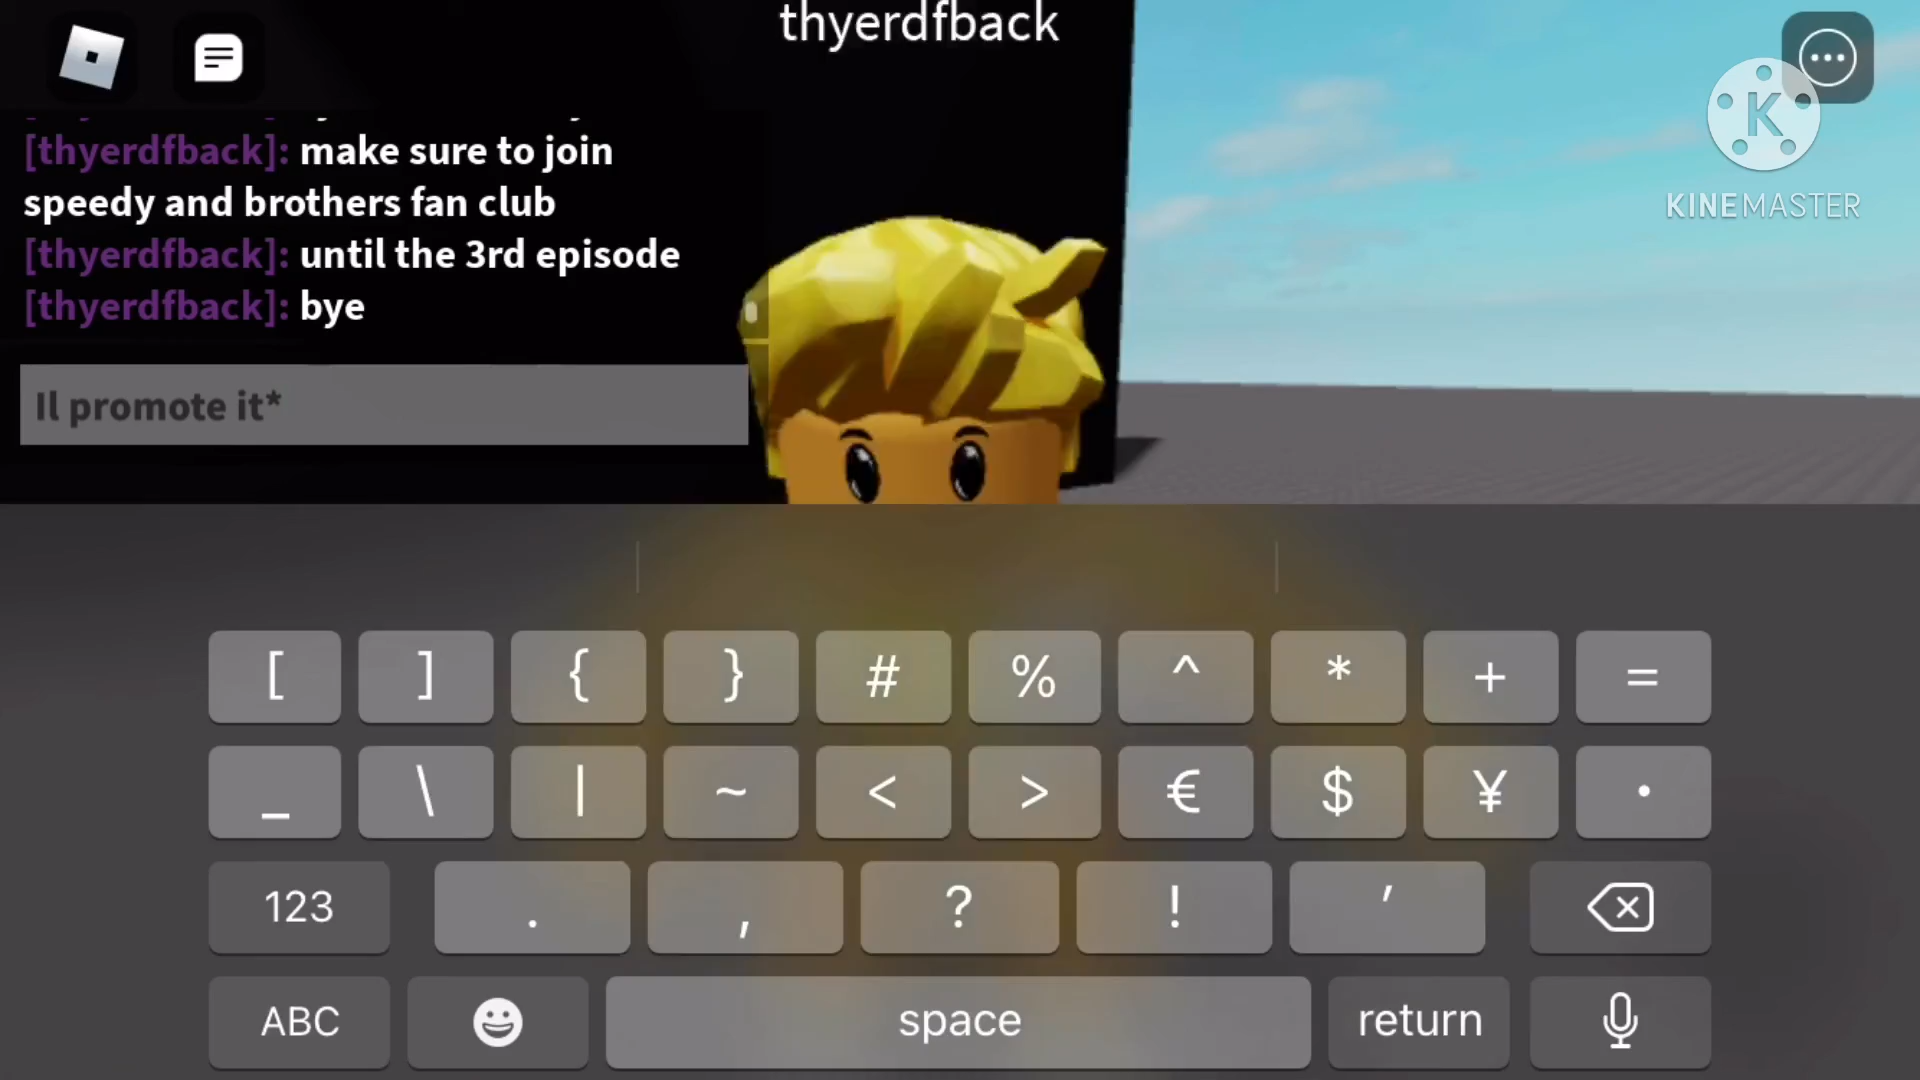 thyerdfback
[thyerdfback]: make sure to join
speedy and brothers fan club
[thyerdfback]: until the 3rd episode
[thyerdfback]: bye
Il promote it*
K
KINEMASTER
[ ] { } # % ^ * + =
_ \ | ~ < > € $ ¥ •
123 . , ? ! ′
ABC space return